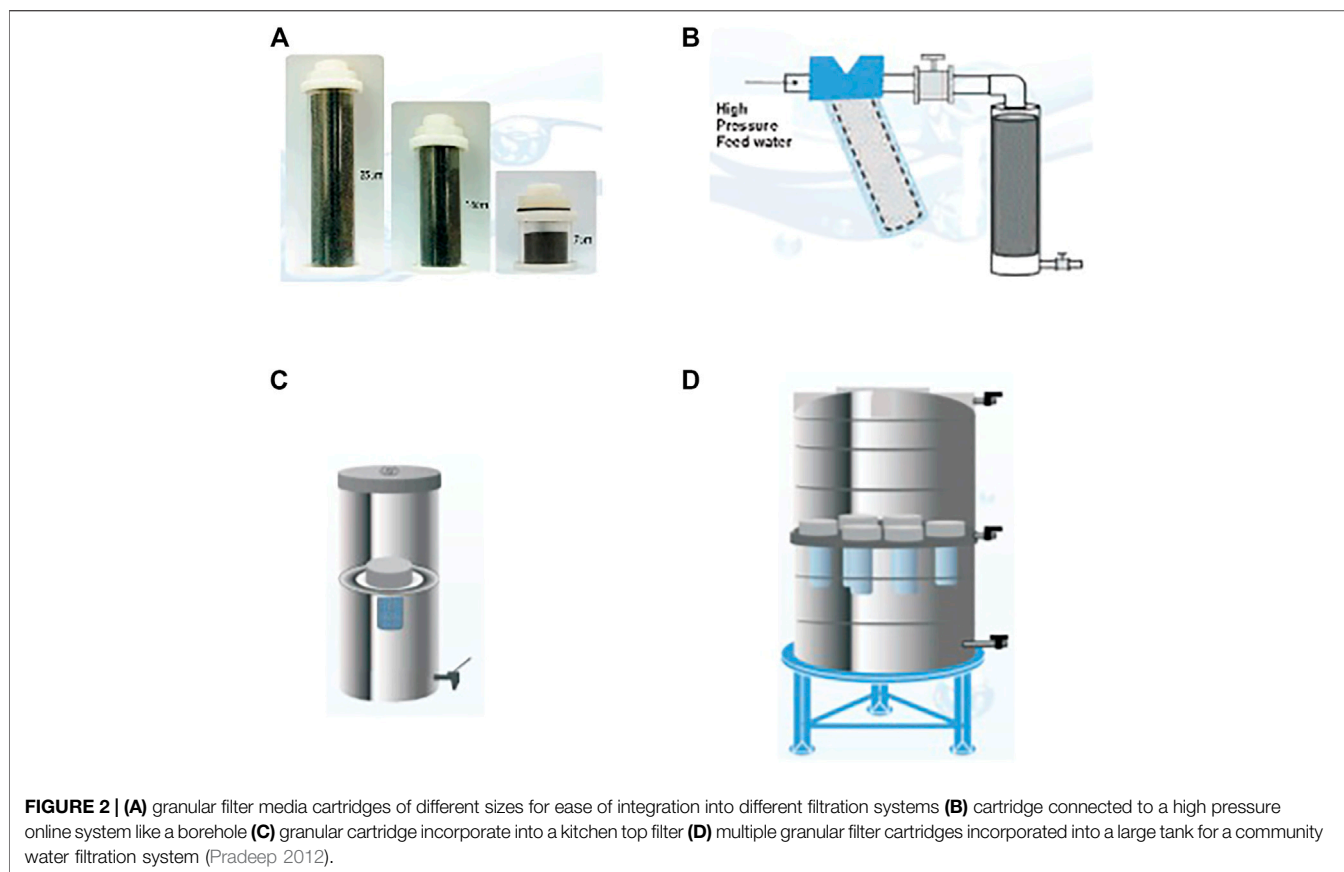 A
B
High
Pressure
Feed water
C
D
FIGURE 2 | (A) granular filter media cartridges of different sizes for ease of integration into different filtration systems (B) cartridge connected to a high pressure
online system like a borehole (C) granular cartridge incorporate into a kitchen top filter (D) multiple granular filter cartridges incorporated into a large tank for a community
water filtration system (Pradeep 2012).